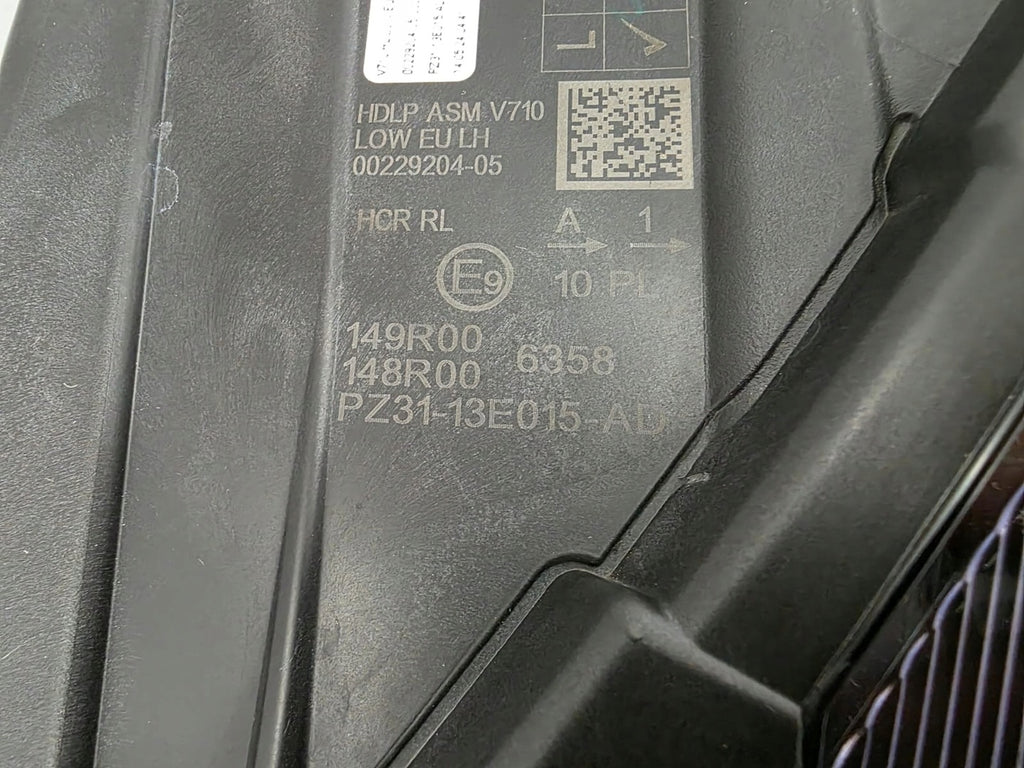 L
HDLP ASM V710
LOW EU LH
00229204-05
HCR RL A 1
E9 10 PL
149R00
148R00 6358
PZ31-13E015-AD